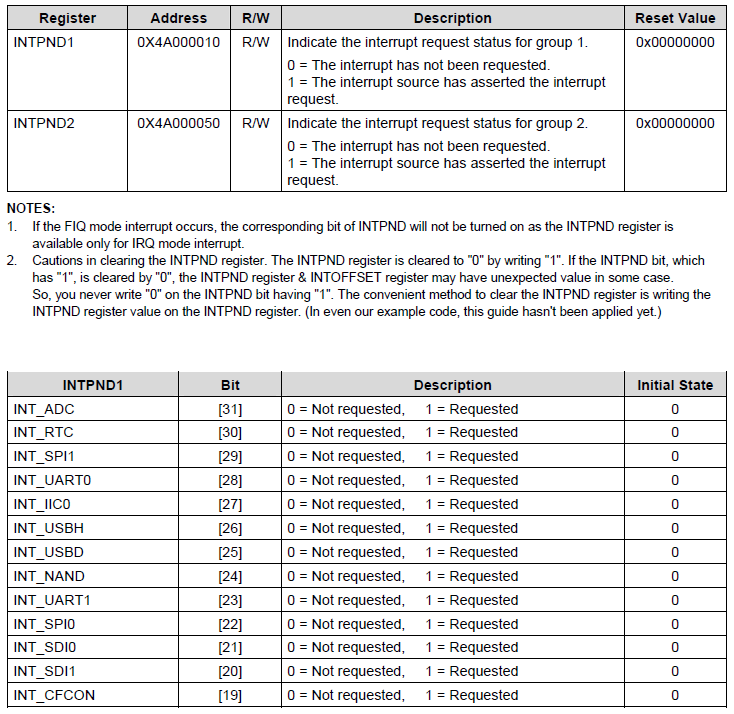 Register Address R/W Description Reset Value
INTPND1 0X4A000010 R/W Indicate the interrupt request status for group 1. 0x00000000
0 = The interrupt has not been requested.
1 = The interrupt source has asserted the interrupt
request.
INTPND2 0X4A000050 R/W Indicate the interrupt request status for group 2. 0x00000000
0 = The interrupt has not been requested.
1 = The interrupt source has asserted the interrupt
request.
NOTES:
1. If the FIQ mode interrupt occurs, the corresponding bit of INTPND will not be turned on as the INTPND register is
available only for IRQ mode interrupt.
2. Cautions in clearing the INTPND register. The INTPND register is cleared to "0" by writing "1". If the INTPND bit, which
has "1", is cleared by "0", the INTPND register & INTOFFSET register may have unexpected value in some case.
So, you never write "0" on the INTPND bit having "1". The convenient method to clear the INTPND register is writing the
INTPND register value on the INTPND register. (In even our example code, this guide hasn't been applied yet.)
INTPND1 Bit Description Initial State
INT_ADC [31] 0 = Not requested, 1 = Requested 0
INT_RTC [30] 0 = Not requested, 1 = Requested 0
INT_SPI1 [29] 0 = Not requested, 1 = Requested 0
INT_UART0 [28] 0 = Not requested, 1 = Requested 0
INT_IIC0 [27] 0 = Not requested, 1 = Requested 0
INT_USBH [26] 0 = Not requested, 1 = Requested 0
INT_USBD [25] 0 = Not requested, 1 = Requested 0
INT_NAND [24] 0 = Not requested, 1 = Requested 0
INT_UART1 [23] 0 = Not requested, 1 = Requested 0
INT_SPI0 [22] 0 = Not requested, 1 = Requested 0
INT_SDI0 [21] 0 = Not requested, 1 = Requested 0
INT_SDI1 [20] 0 = Not requested, 1 = Requested 0
INT_CFCON [19] 0 = Not requested, 1 = Requested 0